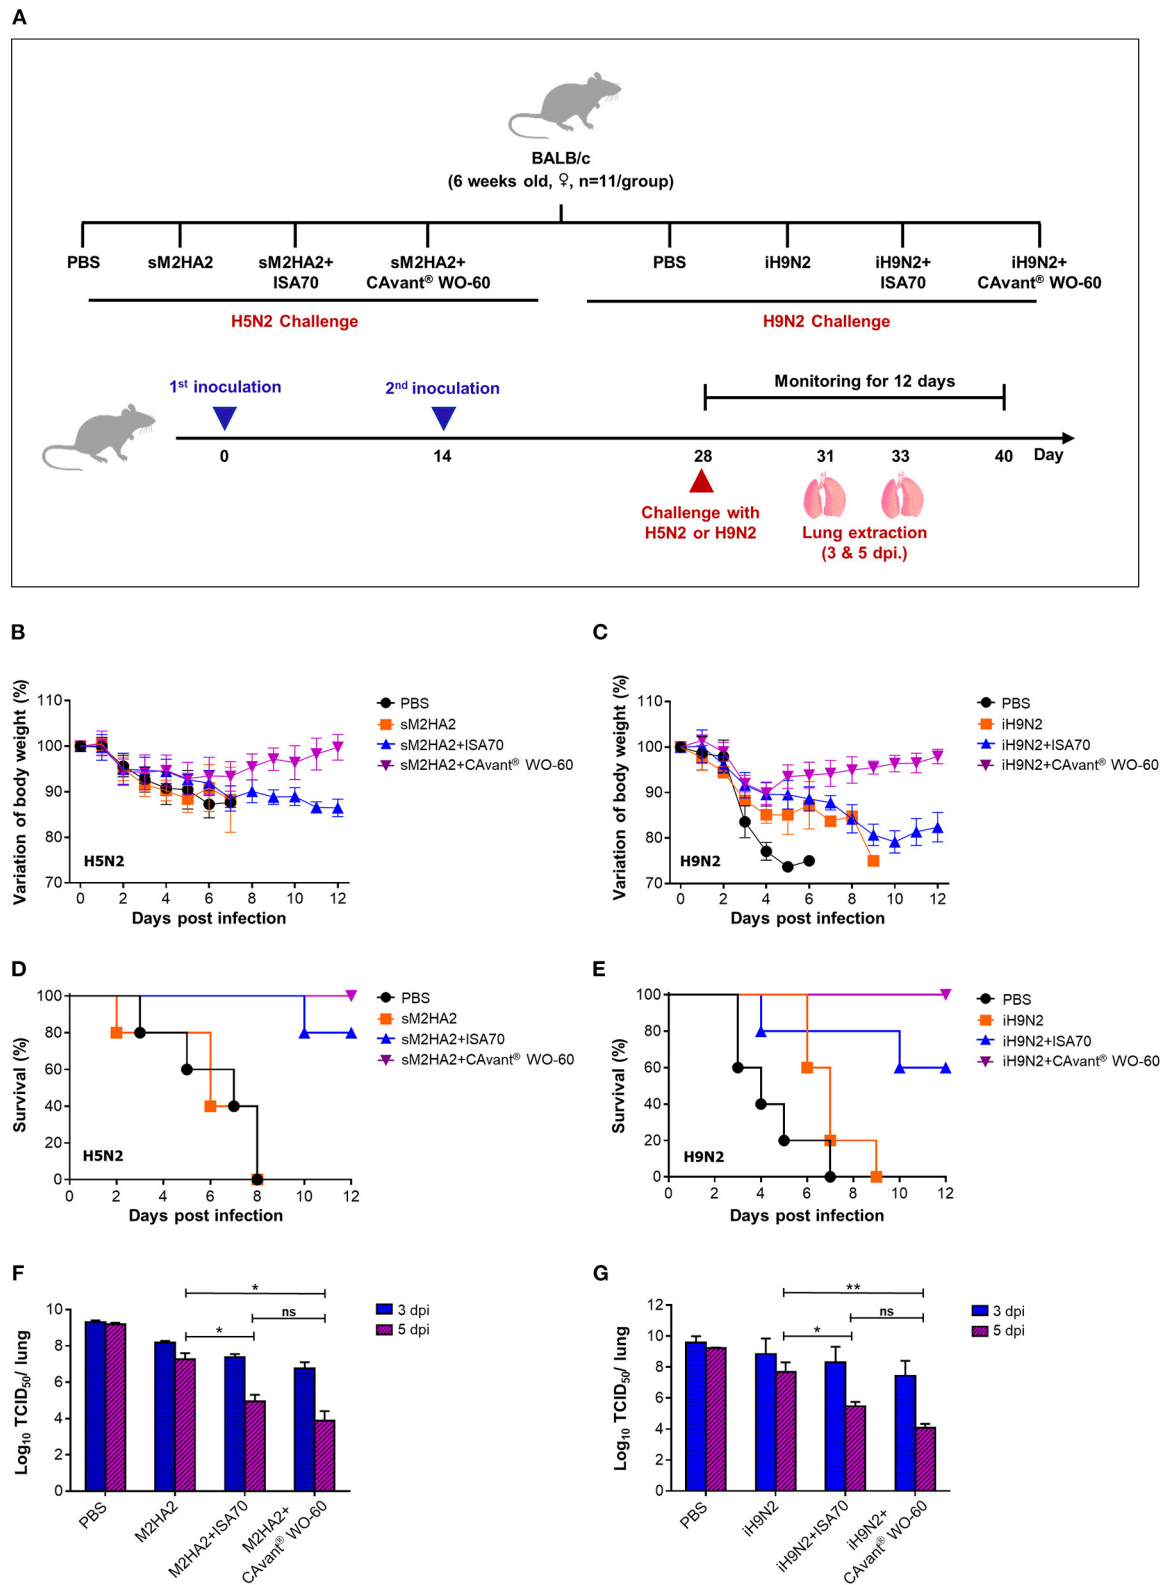 A
BALB/c
(6 weeks old, ♀, n=11/group)
PBS
sM2HA2
sM2HA2+
ISA70
sM2HA2+
CAvant® WO-60
PBS
iH9N2
iH9N2+
ISA70
iH9N2+
CAvant® WO-60
H5N2 Challenge
H9N2 Challenge
1st inoculation
2nd inoculation
Monitoring for 12 days
0
14
28
31
33
40
Day
Challenge with
H5N2 or H9N2
Lung extraction
(3 & 5 dpi.)
B
Variation of body weight (%)
110
100
90
80
70
H5N2
0 2 4 6 8 10 12
Days post infection
PBS
sM2HA2
sM2HA2+ISA70
sM2HA2+CAvant® WO-60
C
Variation of body weight (%)
110
100
90
80
70
H9N2
0 2 4 6 8 10 12
Days post infection
PBS
iH9N2
iH9N2+ISA70
iH9N2+CAvant® WO-60
D
Survival (%)
100
80
60
40
20
0
H5N2
0 2 4 6 8 10 12
Days post infection
PBS
sM2HA2
sM2HA2+ISA70
sM2HA2+CAvant® WO-60
E
Survival (%)
100
80
60
40
20
0
H9N2
0 2 4 6 8 10 12
Days post infection
PBS
iH9N2
iH9N2+ISA70
iH9N2+CAvant® WO-60
F
Log10 TCID50/ lung
10
8
6
4
2
0
*
*
ns
3 dpi
5 dpi
PBS
M2HA2
M2HA2+ISA70
M2HA2+
CAvant® WO-60
G
Log10 TCID50/ lung
12
10
8
6
4
2
0
**
*
ns
3 dpi
5 dpi
PBS
iH9N2
iH9N2+ISA70
iH9N2+
CAvant® WO-60